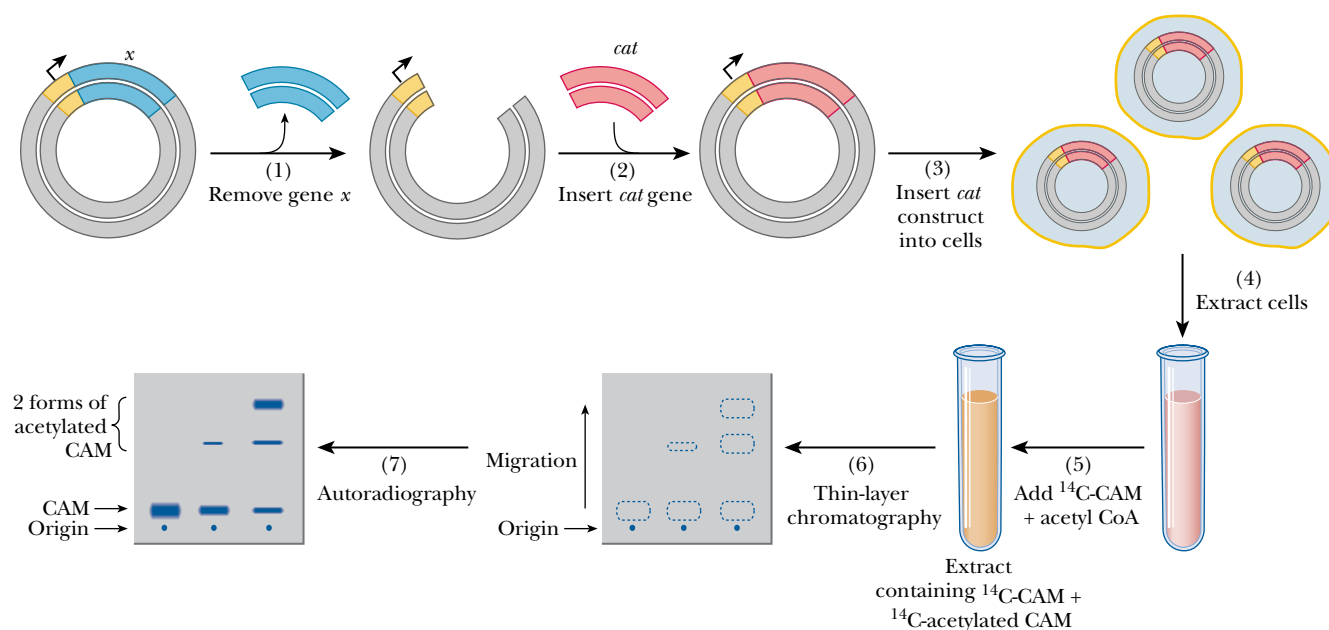 x
(1)
Remove gene x
cat
(2)
Insert cat gene
(3)
Insert cat
construct
into cells
(4)
Extract cells
(5)
Add ¹⁴C-CAM
+ acetyl CoA
Extract
containing ¹⁴C-CAM +
¹⁴C-acetylated CAM
(6)
Thin-layer
chromatography
Migration
Origin
(7)
Autoradiography
2 forms of
acetylated
CAM
CAM
Origin